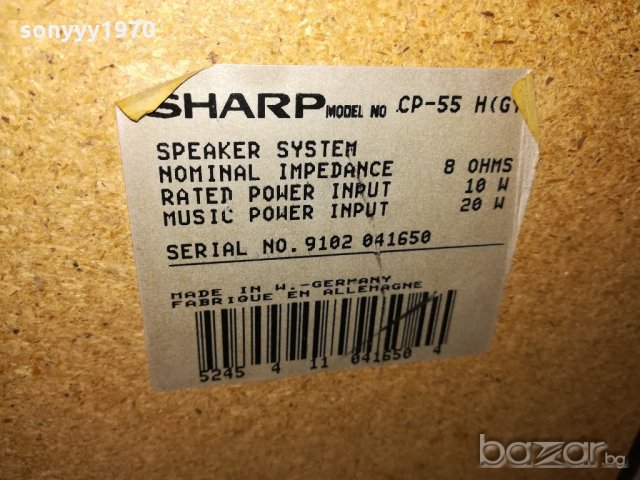 sonyyy1970
SHARP MODEL NO CP-55 H(GY
SPEAKER SYSTEM
NOMINAL IMPEDANCE 8 OHMS
RATED POWER INPUT 10 W
MUSIC POWER INPUT 20 W
SERIAL NO. 9102 041650
MADE IN W.-GERMANY
FABRIQUE EN ALLEMAGNE
5245 4 11 041650 4
bazar.bg